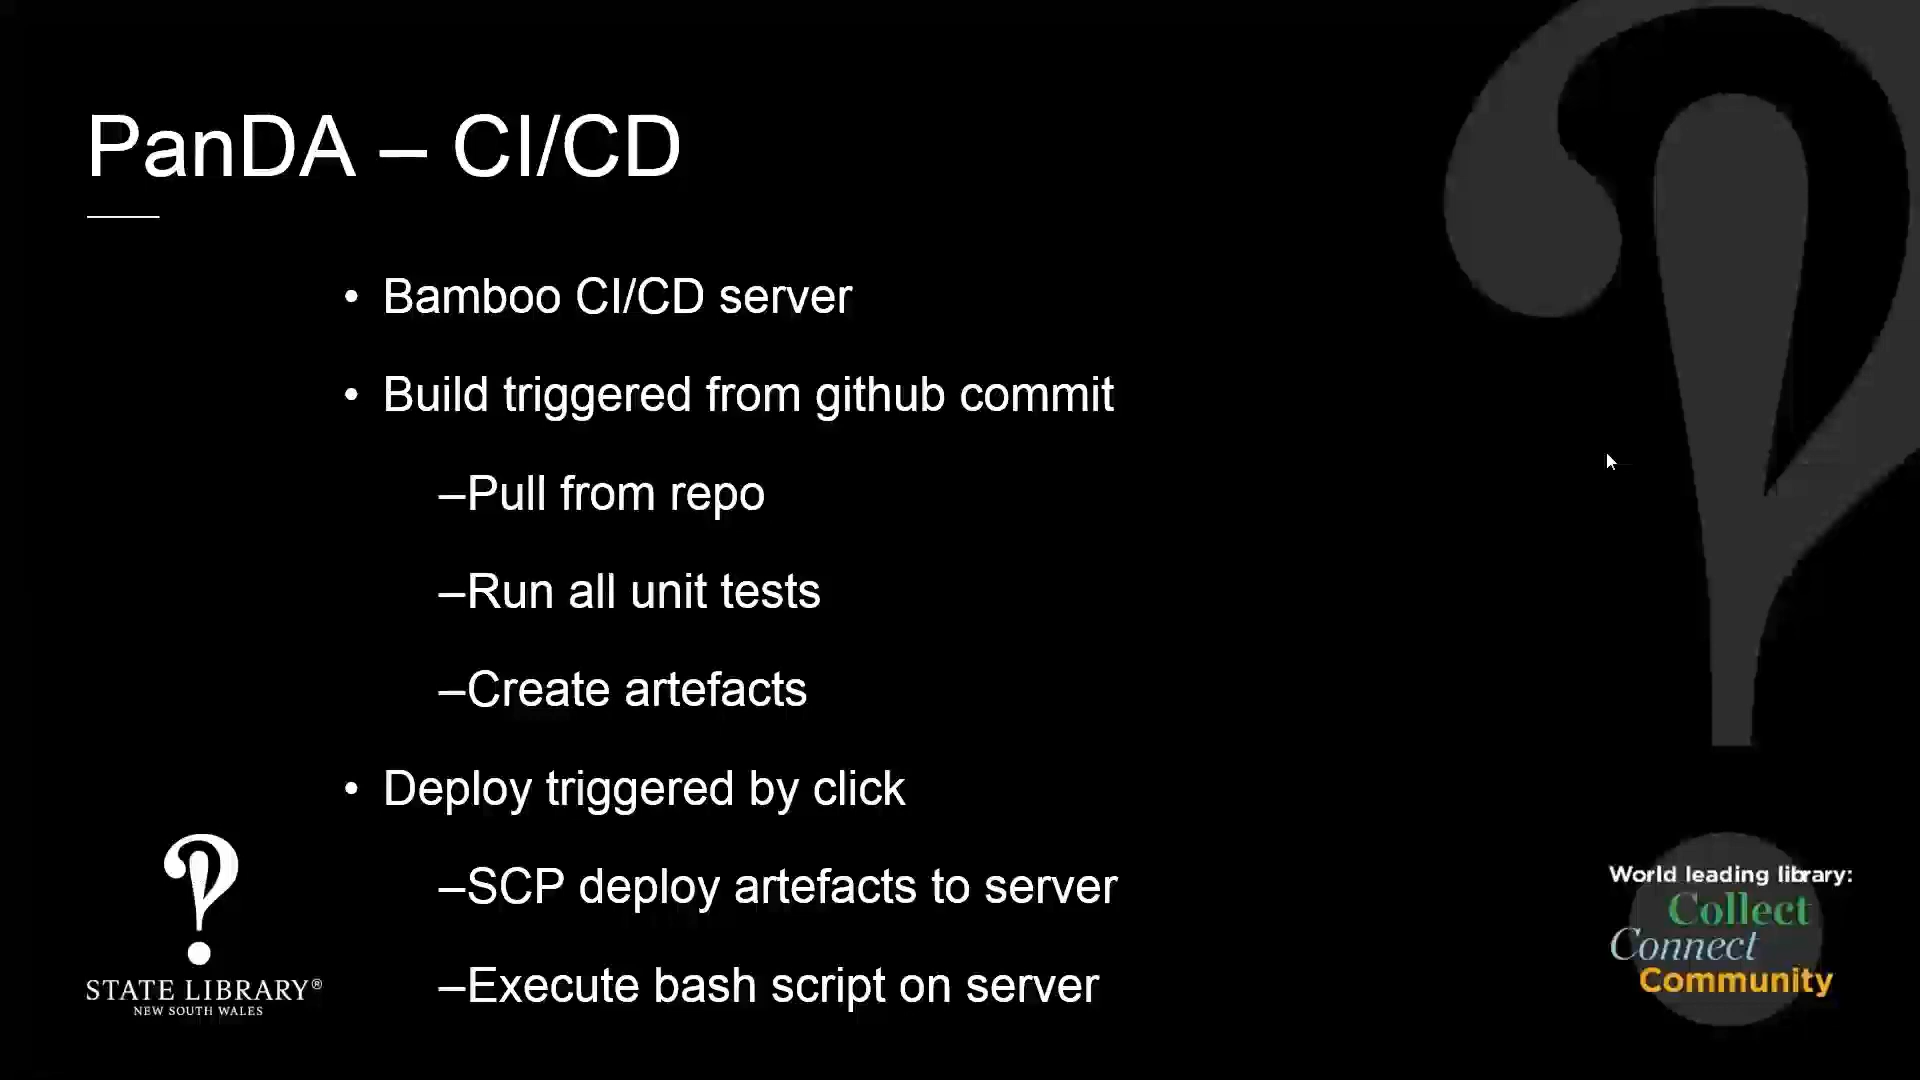 PanDA – CI/CD
• Bamboo CI/CD server
• Build triggered from github commit
–Pull from repo
–Run all unit tests
–Create artefacts
• Deploy triggered by click
–SCP deploy artefacts to server
–Execute bash script on server
STATE LIBRARY®
NEW SOUTH WALES
World leading library:
Collect
Connect
Community